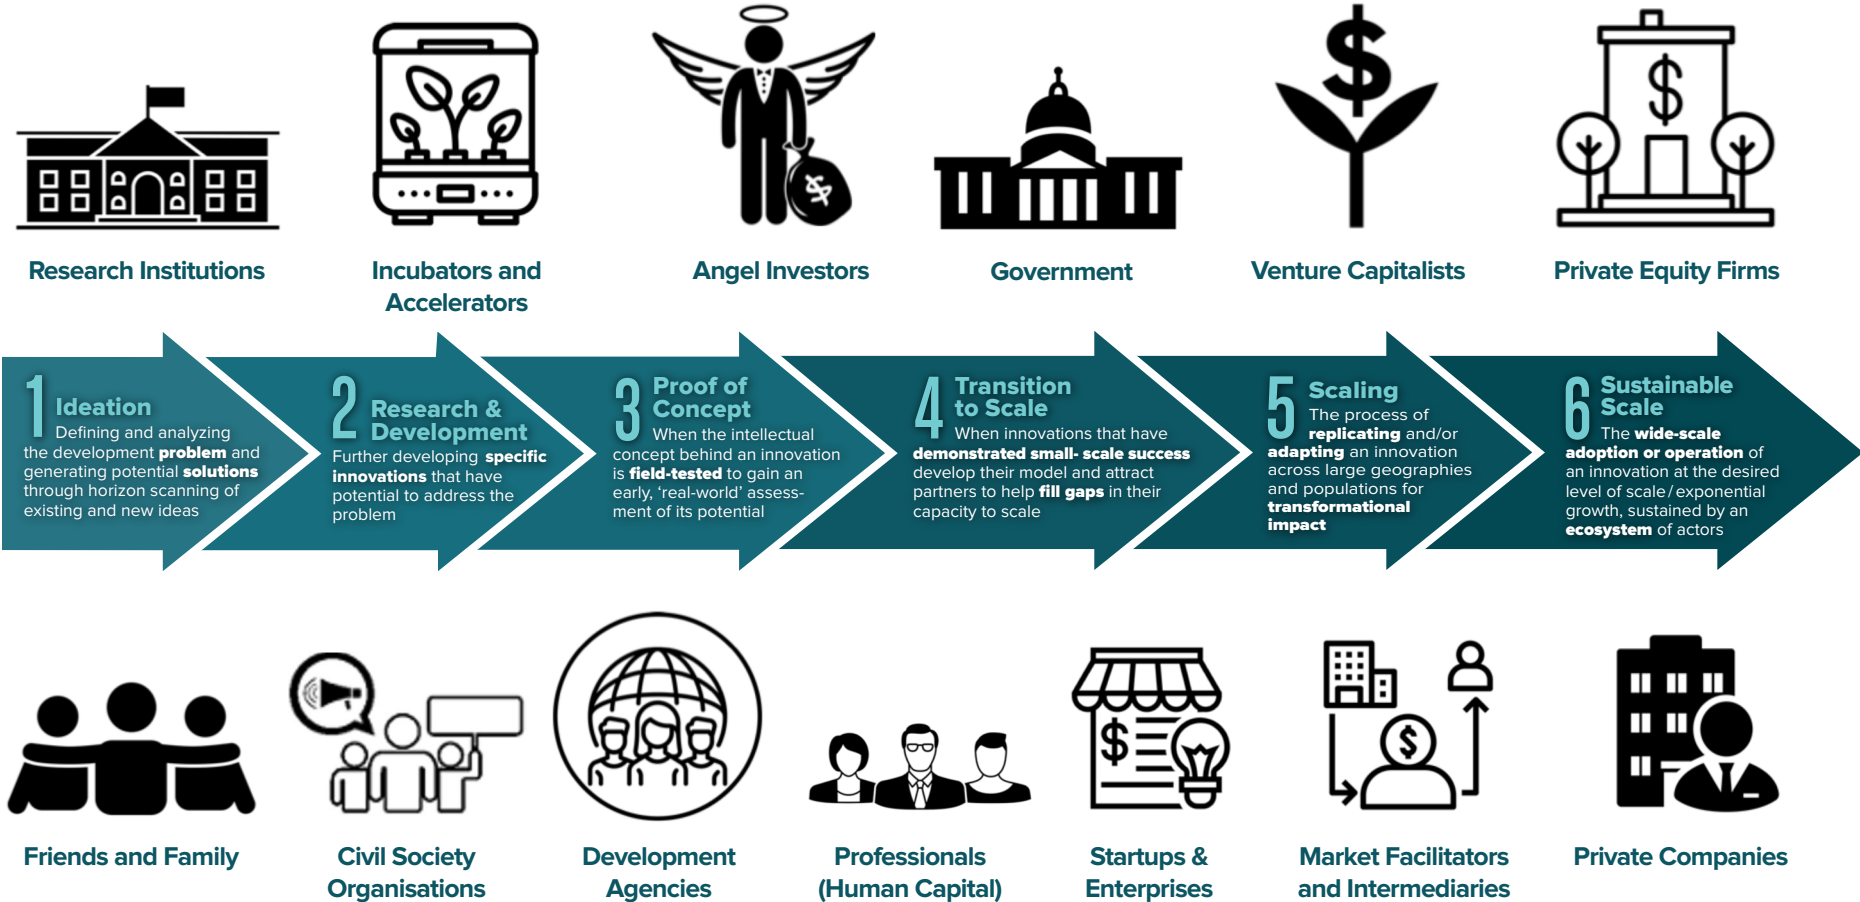 Research Institutions
Incubators and
Accelerators
Angel Investors
Government
Venture Capitalists
Private Equity Firms
1 Ideation
Defining and analyzing
the development problem and
generating potential solutions
through horizon scanning of
existing and new ideas
2 Research &
Development
Further developing specific
innovations that have
potential to address the
problem
3 Proof of
Concept
When the intellectual
concept behind an innovation
is field-tested to gain an
early, ‘real-world’ assess-
ment of its potential
4 Transition
to Scale
When innovations that have
demonstrated small- scale success
develop their model and attract
partners to help fill gaps in their
capacity to scale
5 Scaling
The process of
replicating and/or
adapting an innovation
across large geographies
and populations for
transformational
impact
6 Sustainable
Scale
The wide-scale
adoption or operation of
an innovation at the desired
level of scale/exponential
growth, sustained by an
ecosystem of actors
$
$
$
$
$
Friends and Family
Civil Society
Organisations
Development
Agencies
Professionals
(Human Capital)
Startups &
Enterprises
Market Facilitators
and Intermediaries
Private Companies